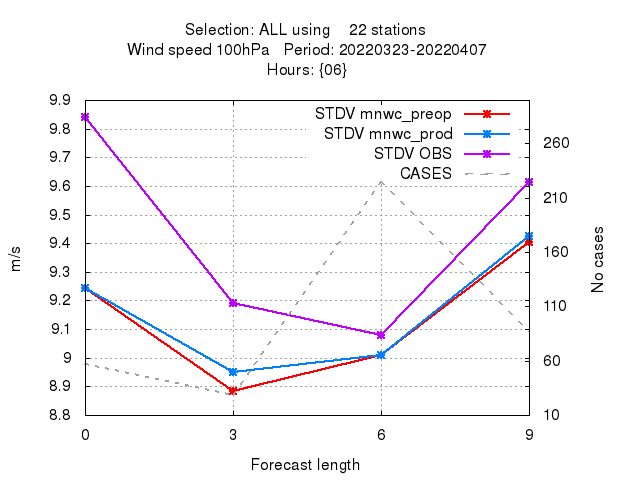 Selection: ALL using 22 stations
Wind speed 100hPa Period: 20220323-20220407
Hours: {06}
9.9
9.8
9.7
9.6
9.5
9.4
9.3
9.2
9.1
9
8.9
8.8
m/s
STDV mnwc_preop
STDV mnwc_prod
STDV OBS
CASES
260
210
160
110
60
10
No cases
0 3 6 9
Forecast length